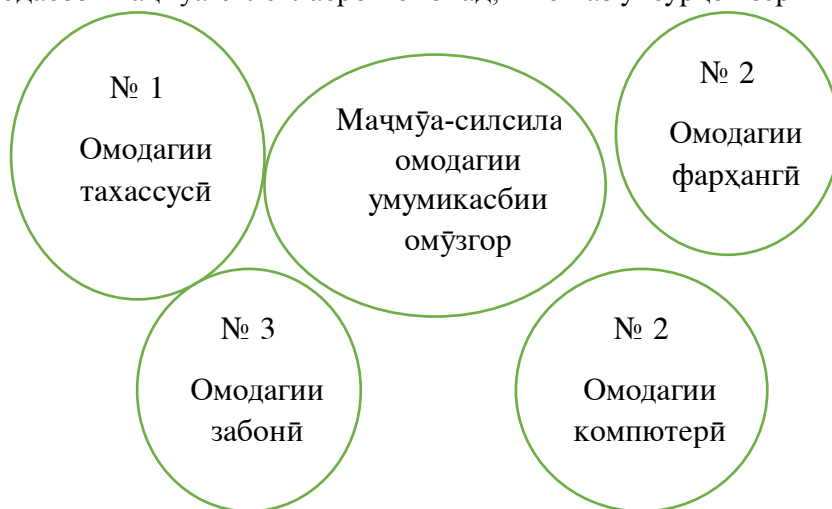 № 1
Омодагии
тахассусӣ
Маҷмӯа-силсила
омодагии
умумикасбии
омӯзгор
№ 2
Омодагии
фарҳангӣ
№ 3
Омодагии
забонӣ
№ 2
Омодагии
компютерӣ